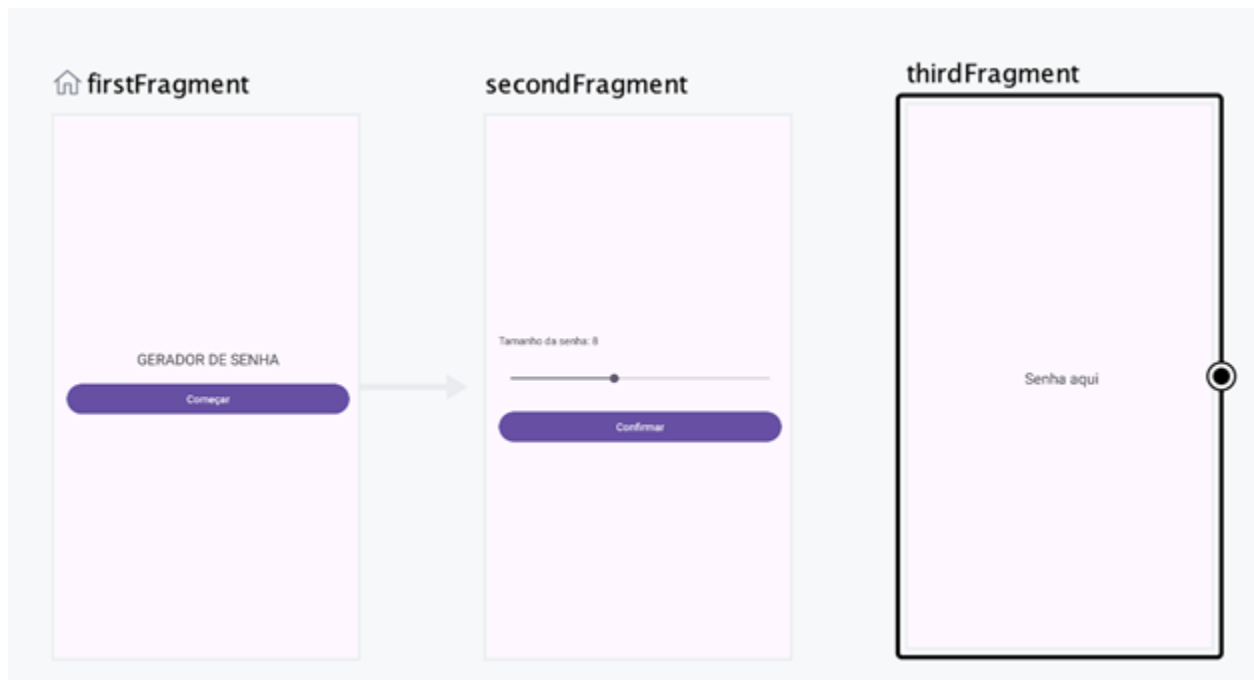 firstFragment
GERADOR DE SENHA
Começar
secondFragment
Tamanho da senha: 8
Confirmar
thirdFragment
Senha aqui